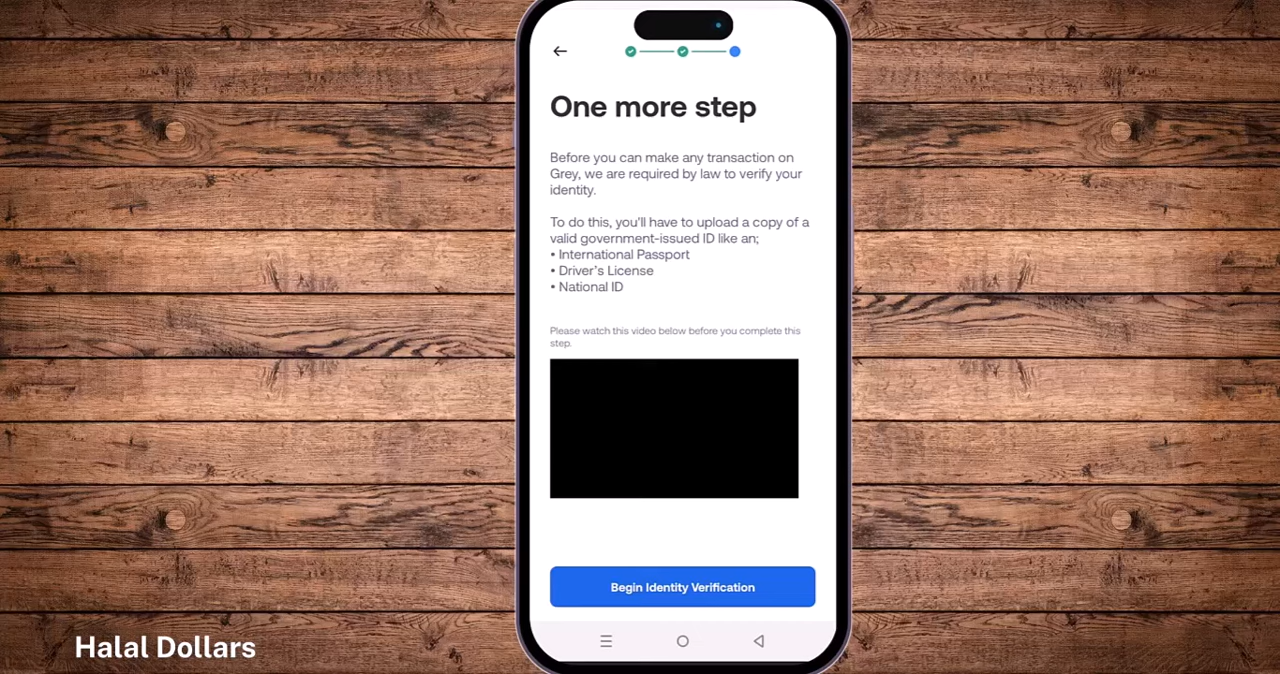 One more step
Before you can make any transaction on
Grey, we are required by law to verify your
identity.
To do this, you'll have to upload a copy of a
valid government-issued ID like an;
• International Passport
• Driver's License
• National ID
Please watch this video below before you complete this
step.
Begin Identity Verification
Halal Dollars